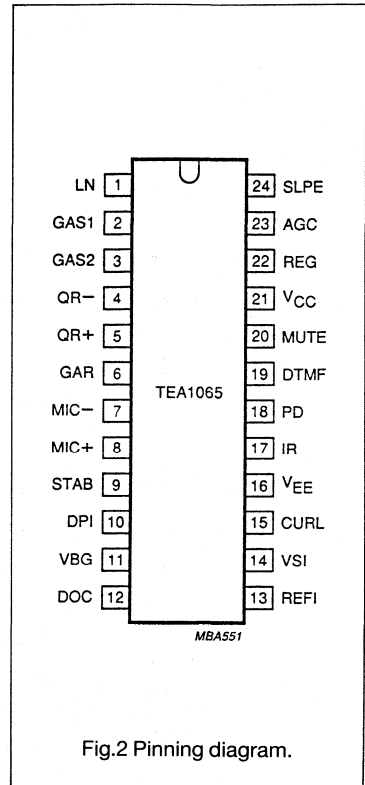 LN 1 24 SLPE
GAS1 2 23 AGC
GAS2 3 22 REG
QR− 4 21 VCC
QR+ 5 20 MUTE
GAR 6 19 DTMF
TEA1065
MIC− 7 18 PD
MIC+ 8 17 IR
STAB 9 16 VEE
DPI 10 15 CURL
VBG 11 14 VSI
DOC 12 13 REFI
MBA551
Fig.2 Pinning diagram.